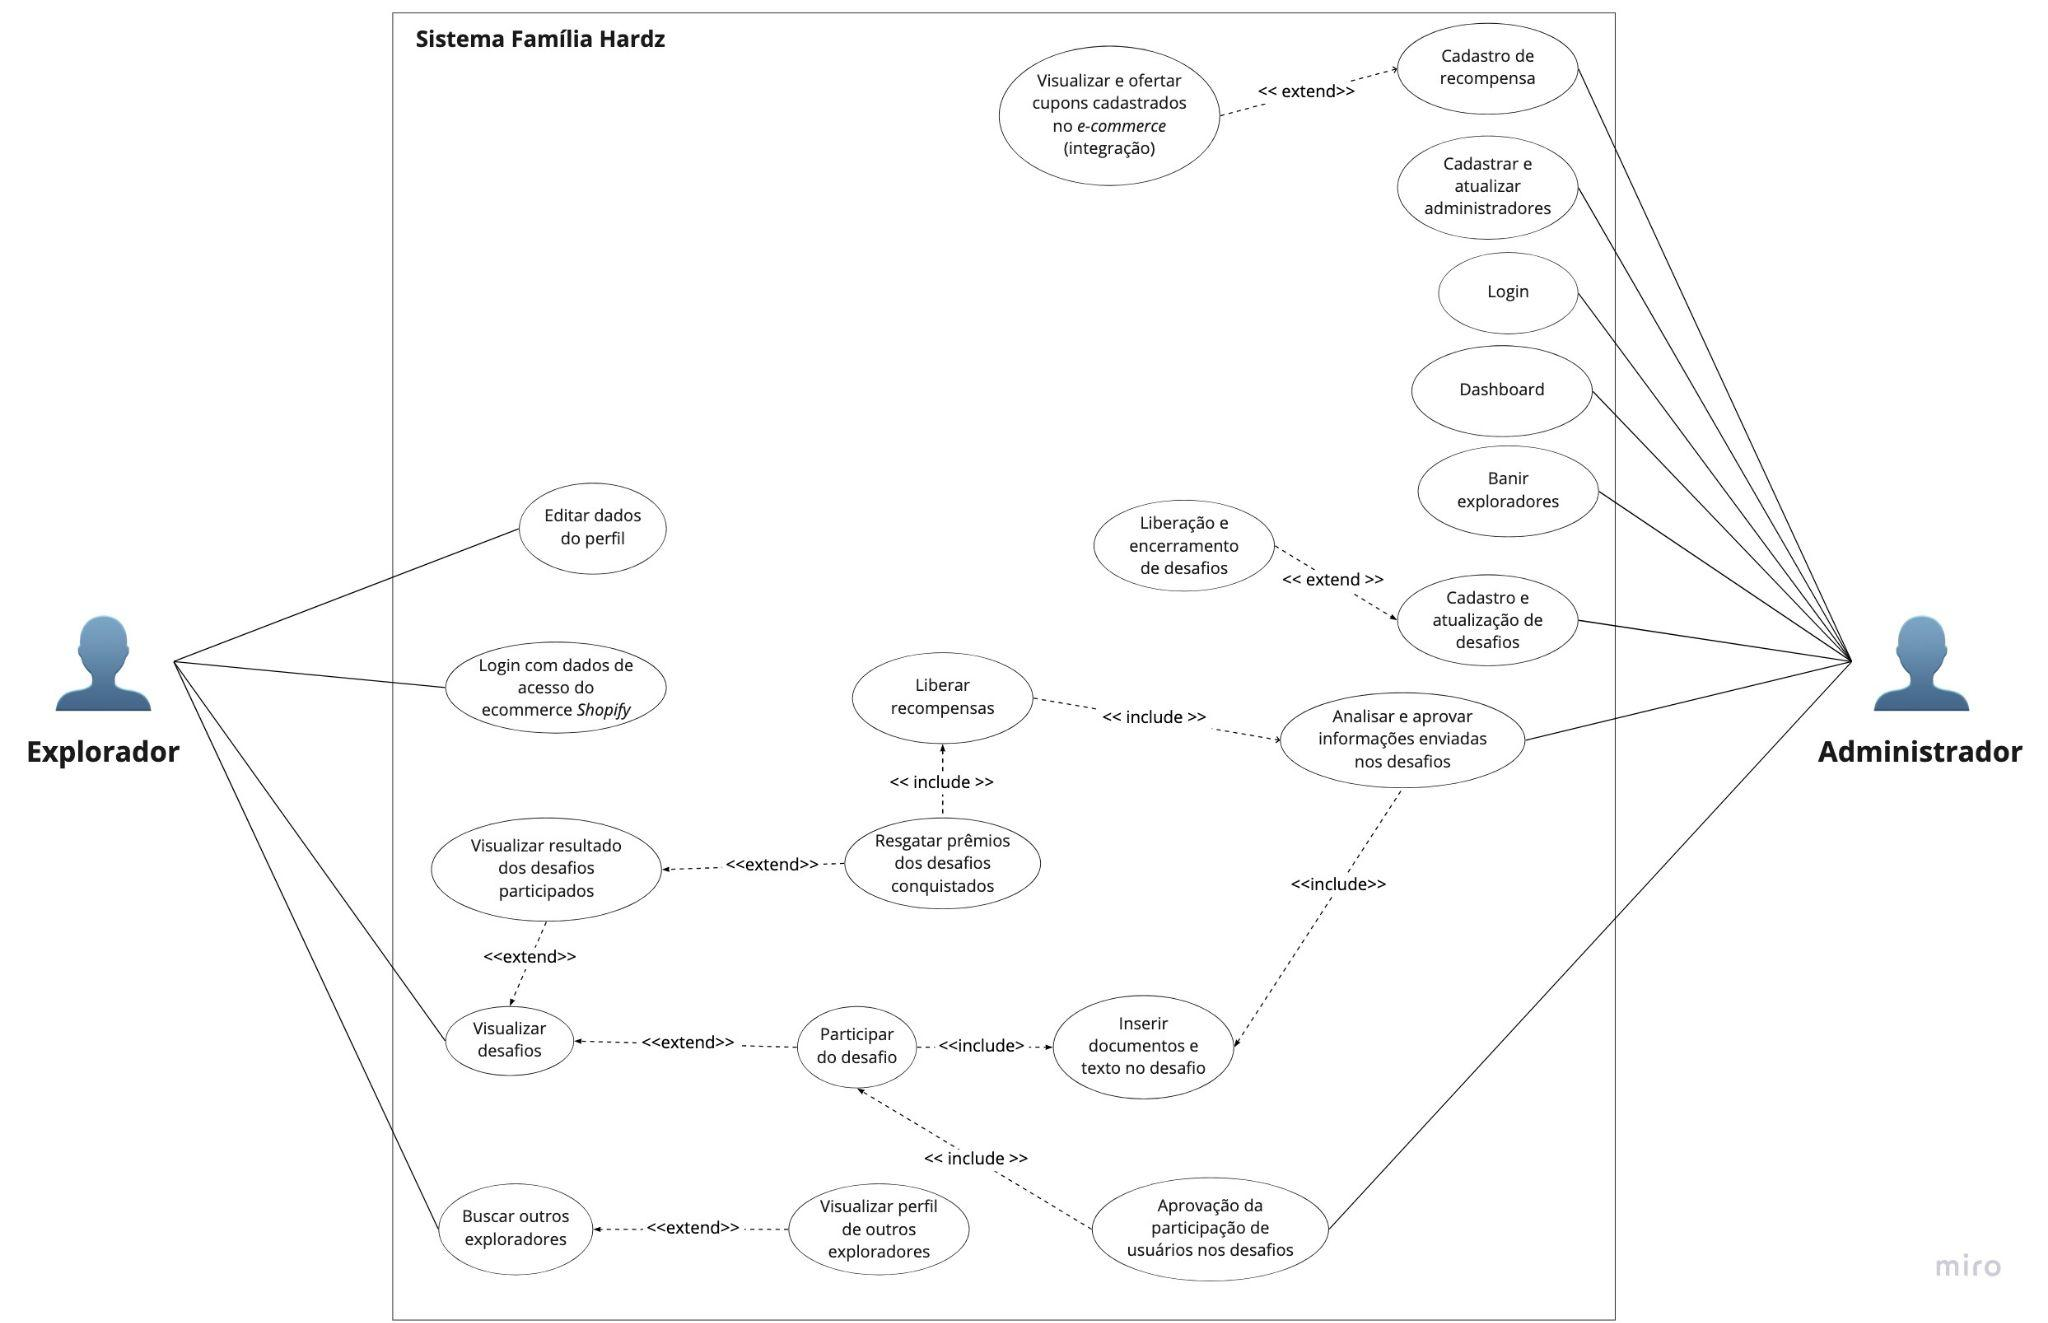 Sistema Família Hardz
Visualizar e ofertar
cupons cadastrados
no e-commerce
(integração)
<< extend>>
Cadastro de
recompensa
Cadastrar e
atualizar
administradores
Login
Dashboard
Banir
exploradores
Liberação e
encerramento
de desafios
<< extend >>
Cadastro e
atualização de
desafios
Editar dados
do perfil
Login com dados de
acesso do
ecommerce Shopify
Explorador
Administrador
Liberar
recompensas
<< include >>
Analisar e aprovar
informações enviadas
nos desafios
<< include >>
Visualizar resultado
dos desafios
participados
<<extend>>
Resgatar prêmios
dos desafios
conquistados
<<include>>
<<extend>>
Visualizar
desafios
<<extend>>
Participar
do desafio
<<include>
Inserir
documentos e
texto no desafio
<< include >>
Buscar outros
exploradores
<<extend>>
Visualizar perfil
de outros
exploradores
Aprovação da
participação de
usuários nos desafios
miro